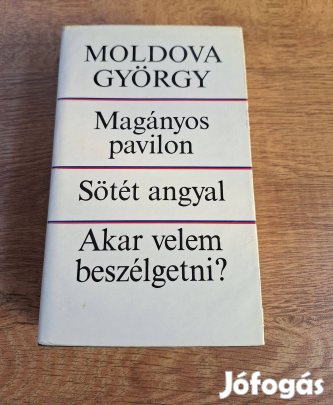 MOLDOVA
GYÖRGY
Magányos
pavilon
Sötét angyal
Akar velem
beszélgetni?
Jófogás